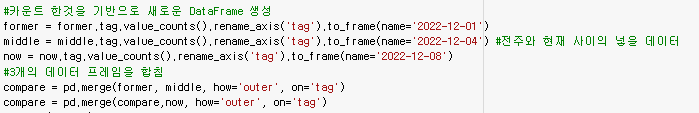 #카운트 한것을 기반으로 새로운 DataFrame 생성
former = former.tag.value_counts().rename_axis('tag').to_frame(name='2022-12-01')
middle = middle.tag.value_counts().rename_axis('tag').to_frame(name='2022-12-04') #전주와 현재 사이의 넣을 데이터
now = now.tag.value_counts().rename_axis('tag').to_frame(name='2022-12-08')
#3개의 데이터 프레임을 합침
compare = pd.merge(former, middle, how='outer', on='tag')
compare = pd.merge(compare,now, how='outer', on='tag')